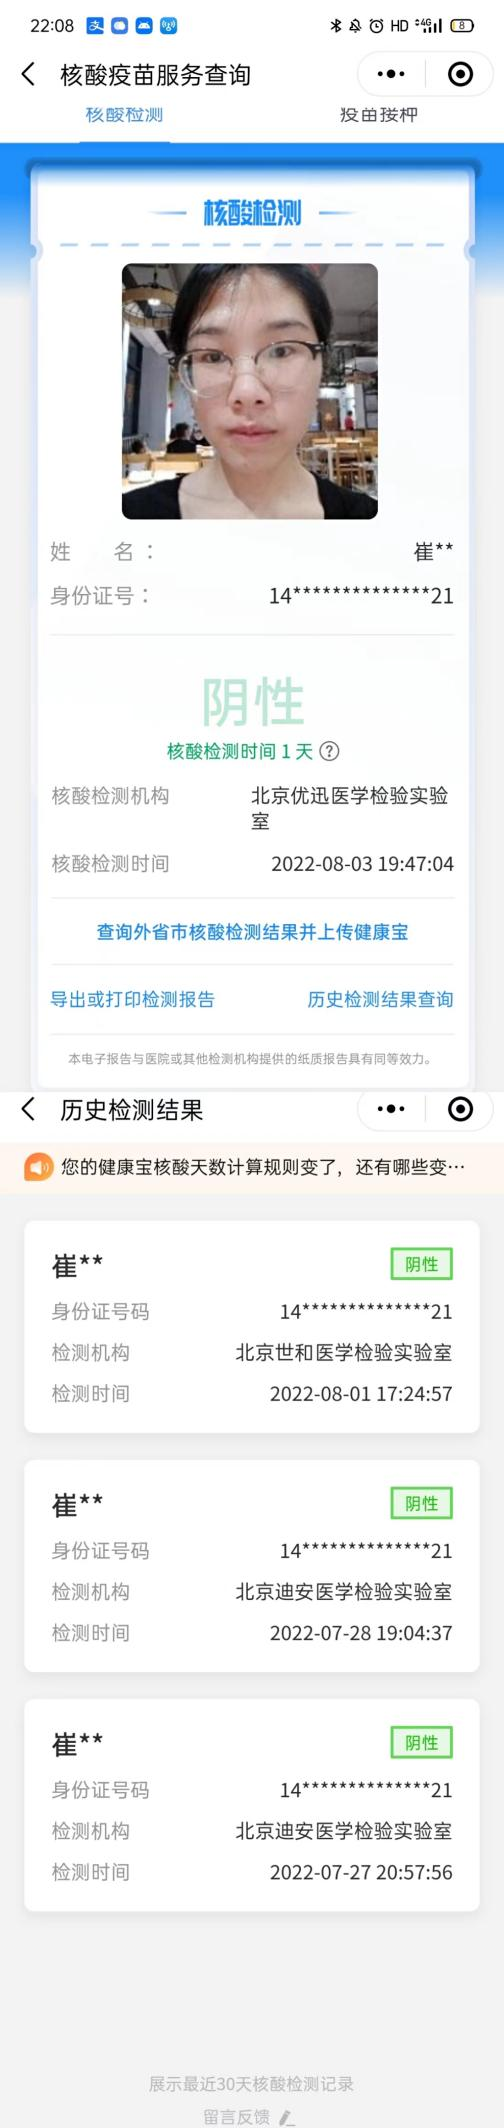 22:08
HD 4G 8
核酸疫苗服务查询
核酸检测 疫苗接种
核酸检测
姓 名： 崔**
身份证号： 14**************21
阴性
核酸检测时间 1 天 ?
核酸检测机构 北京优迅医学检验实验
室
核酸检测时间 2022-08-03 19:47:04
查询外省市核酸检测结果并上传健康宝
导出或打印检测报告 历史检测结果查询
本电子报告与医院或其他检测机构提供的纸质报告具有同等效力。
历史检测结果
您的健康宝核酸天数计算规则变了，还有哪些变…
崔** 阴性
身份证号码 14**************21
检测机构 北京世和医学检验实验室
检测时间 2022-08-01 17:24:57
崔** 阴性
身份证号码 14**************21
检测机构 北京迪安医学检验实验室
检测时间 2022-07-28 19:04:37
崔** 阴性
身份证号码 14**************21
检测机构 北京迪安医学检验实验室
检测时间 2022-07-27 20:57:56
展示最近30天核酸检测记录
留言反馈